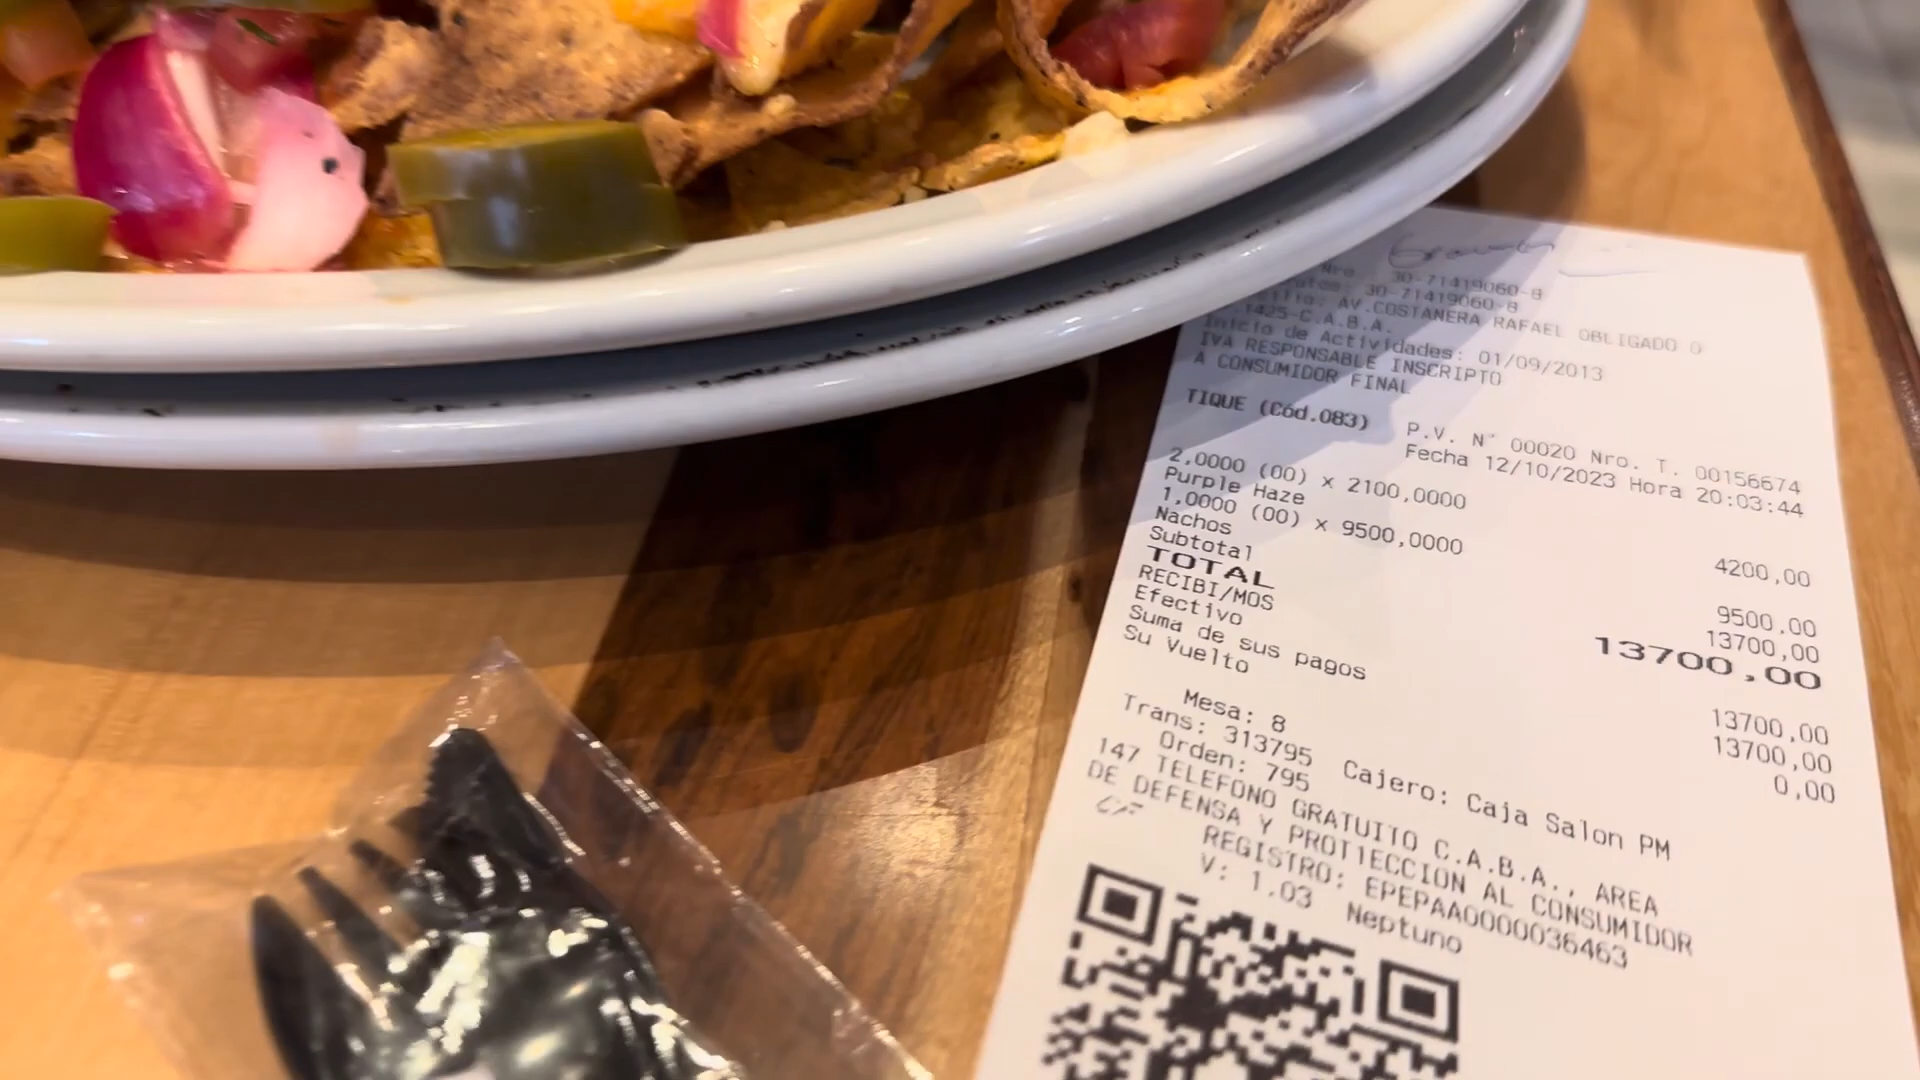 Nro.: 30-71419060-8
30-71419060-8
AV.COSTANERA RAFAEL OBLIGADO 0
1425-C.A.B.A.
Inicio de Actividades: 01/09/2013
IVA RESPONSABLE INSCRIPTO
A CONSUMIDOR FINAL
TIQUE (Cód.083)
P.V. N° 00020 Nro. T. 00156674
Fecha 12/10/2023 Hora 20:03:44
2,0000 (00) x 2100,0000
Purple Haze 4200,00
1,0000 (00) x 9500,0000
Nachos 9500,00
Subtotal 13700,00
TOTAL 13700,00
RECIBI/MOS
Efectivo 13700,00
Suma de sus pagos 13700,00
Su Vuelto 0,00
Mesa: 8
Trans: 313795 Cajero: Caja Salon PM
Orden: 795
147 TELEFONO GRATUITO C.A.B.A., AREA
DE DEFENSA Y PROTIECCION AL CONSUMIDOR
CF REGISTRO: EPEPAA0000036463
V: 1.03 Neptuno